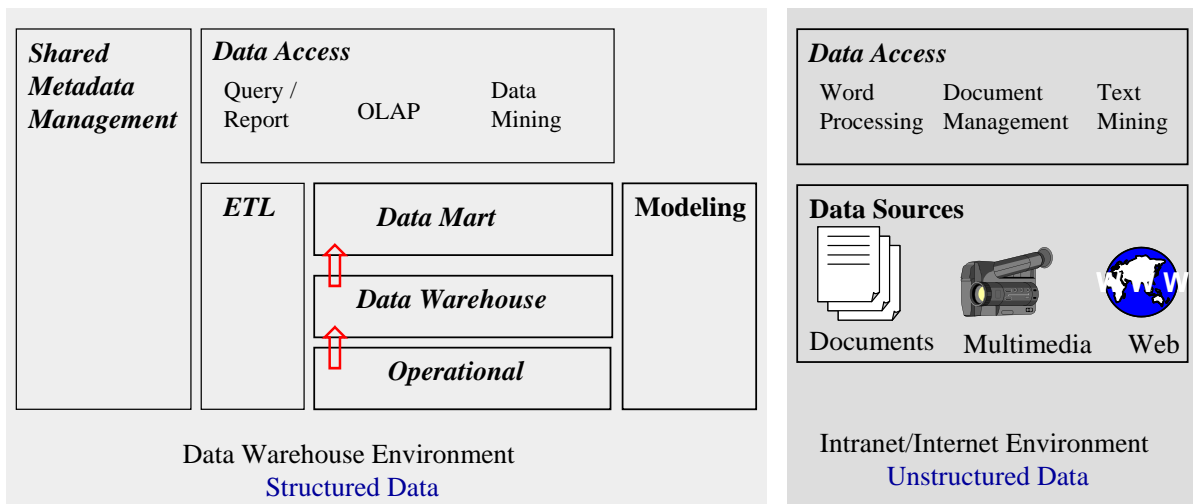 Shared
Metadata
Management
Data Access
Query /
Report
OLAP
Data
Mining
ETL
Data Mart
Data Warehouse
Operational
Modeling
Data Warehouse Environment
Structured Data
Data Access
Word
Processing
Document
Management
Text
Mining
Data Sources
WWW
Documents
Multimedia
Web
Intranet/Internet Environment
Unstructured Data